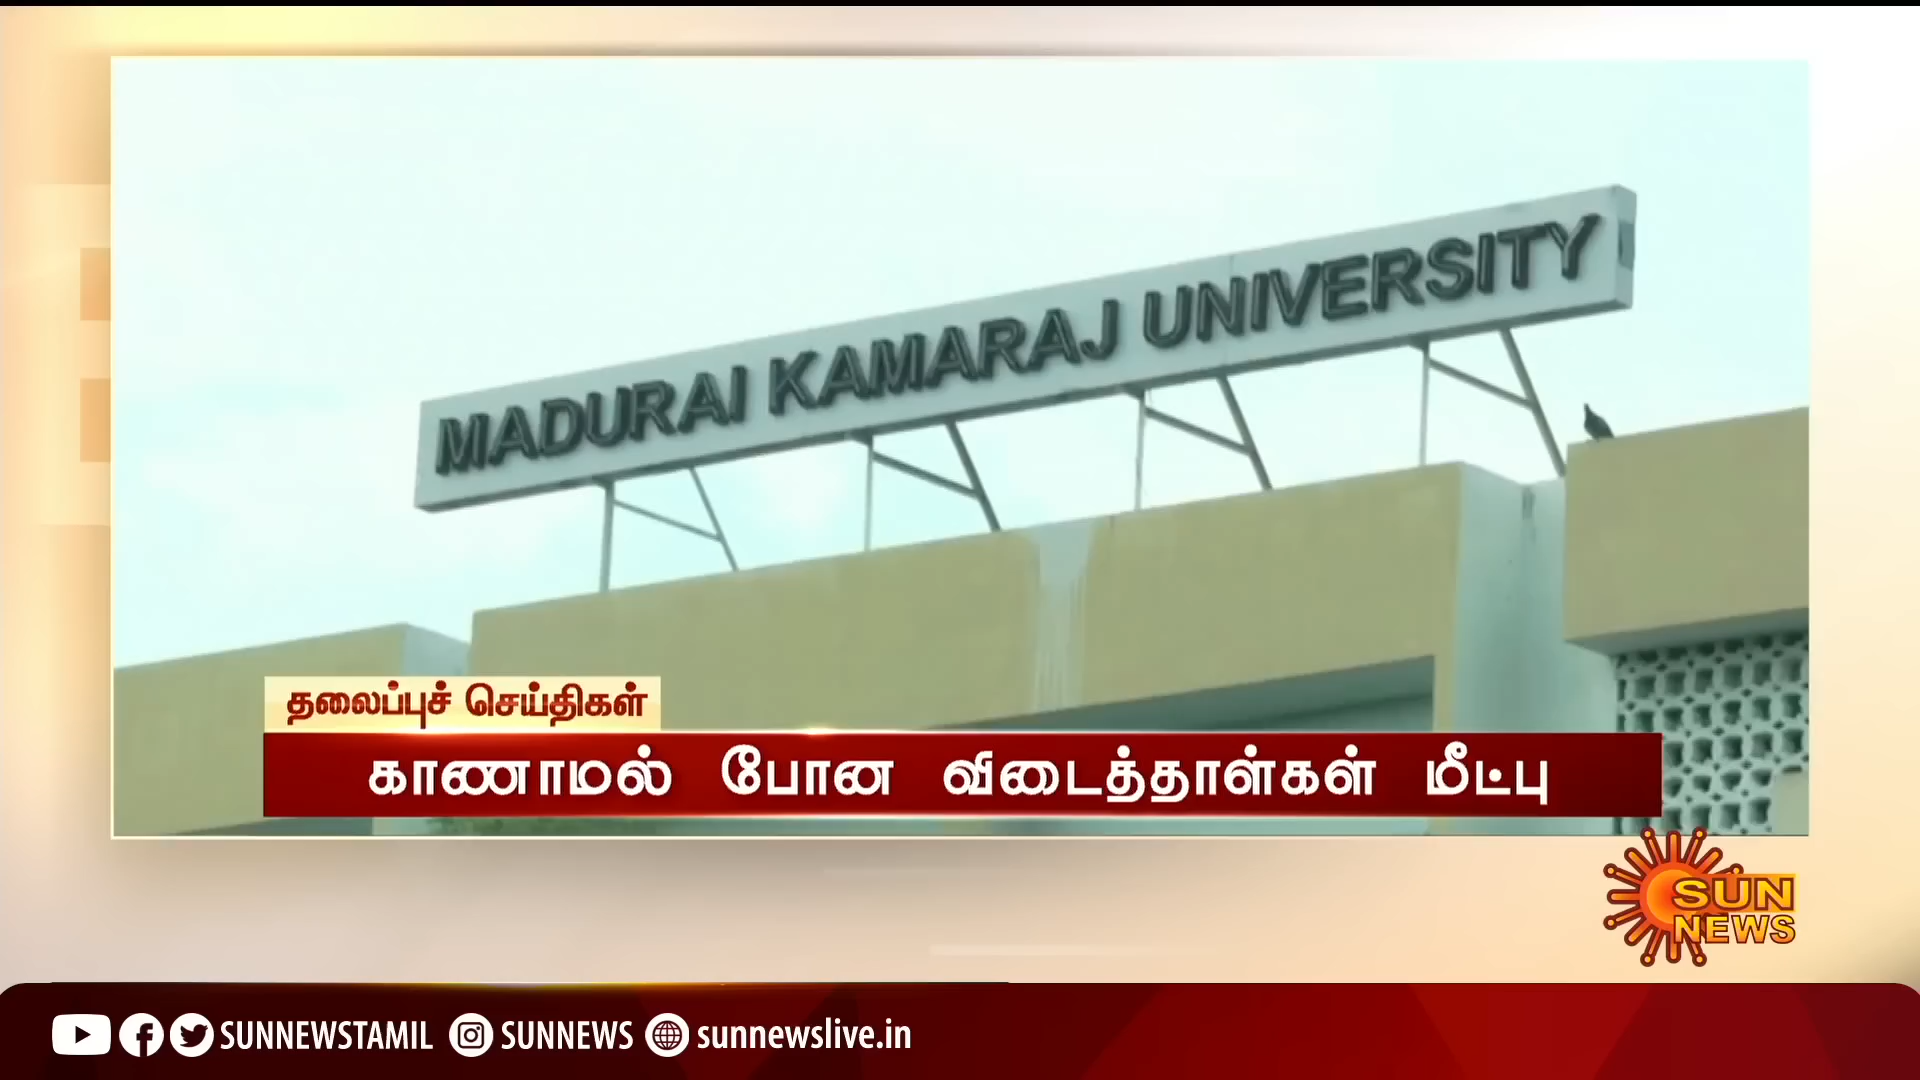 MADURAI KAMARAJ UNIVERSITY
தலைப்புச் செய்திகள்
காணாமல் போன விடைத்தாள்கள் மீட்பு
SUN
NEWS
SUNNEWSTAMIL SUNNEWS sunnewslive.in